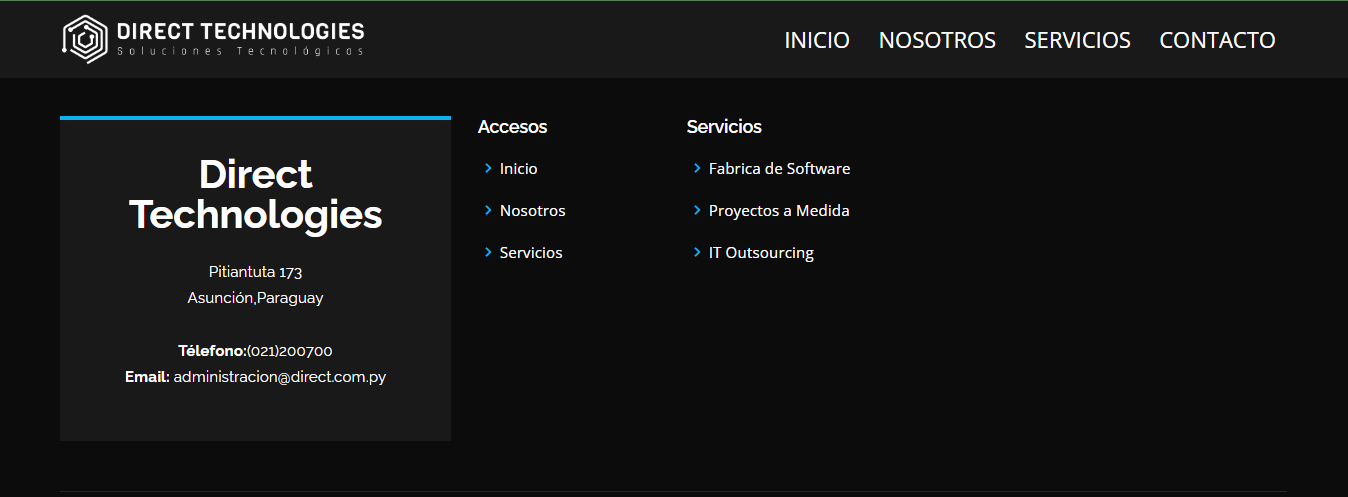 DIRECT TECHNOLOGIES
Soluciones Tecnológicas
INICIO NOSOTROS SERVICIOS CONTACTO
Direct
Technologies
Pitiantuta 173
Asunción,Paraguay
Télefono:(021)200700
Email: administracion@direct.com.py
Accesos
Inicio
Nosotros
Servicios
Servicios
Fabrica de Software
Proyectos a Medida
IT Outsourcing